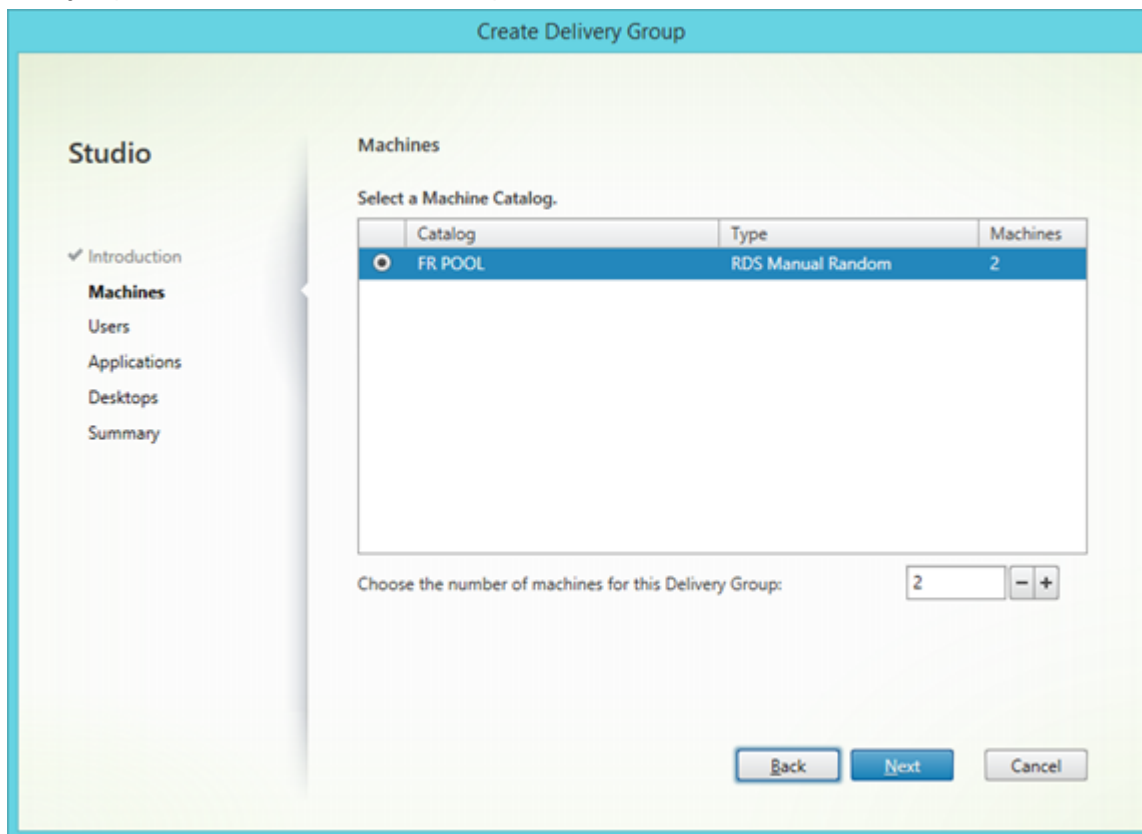 Create Delivery Group
Studio
✓ Introduction
Machines
Users
Applications
Desktops
Summary
Machines
Select a Machine Catalog.
Catalog Type Machines
FR POOL RDS Manual Random 2
Choose the number of machines for this Delivery Group: 2 − +
Back Next Cancel